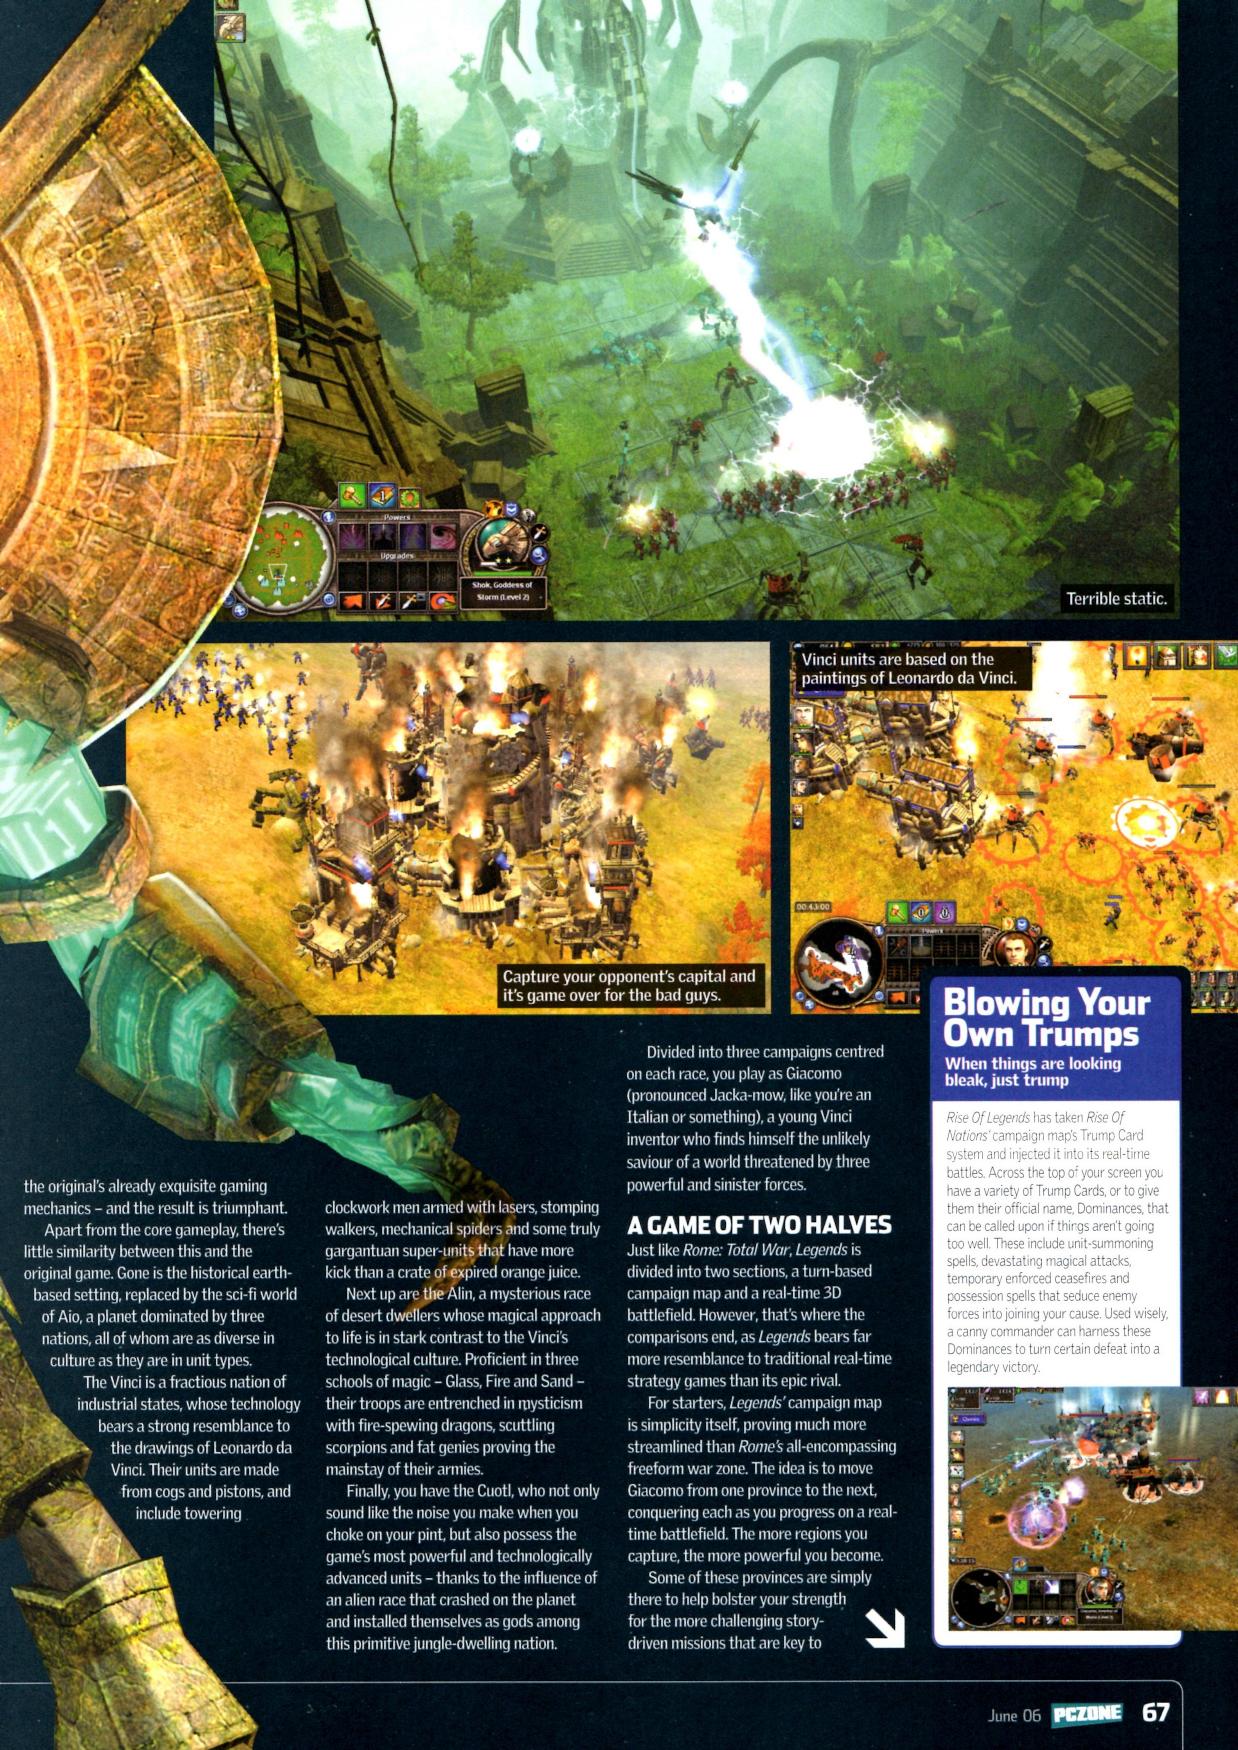 Powers
Upgrades
Shok, Goddess of
Storm (Level 2)
Terrible static.
Capture your opponent's capital and
it's game over for the bad guys.
Vinci units are based on the
paintings of Leonardo da Vinci.
00:43:00
Powers
the original's already exquisite gaming
mechanics – and the result is triumphant.
Apart from the core gameplay, there's
little similarity between this and the
original game. Gone is the historical earth-
based setting, replaced by the sci-fi world
of Aio, a planet dominated by three
nations, all of whom are as diverse in
culture as they are in unit types.
The Vinci is a fractious nation of
industrial states, whose technology
bears a strong resemblance to
the drawings of Leonardo da
Vinci. Their units are made
from cogs and pistons, and
include towering
clockwork men armed with lasers, stomping
walkers, mechanical spiders and some truly
gargantuan super-units that have more
kick than a crate of expired orange juice.
Next up are the Alin, a mysterious race
of desert dwellers whose magical approach
to life is in stark contrast to the Vinci's
technological culture. Proficient in three
schools of magic – Glass, Fire and Sand –
their troops are entrenched in mysticism
with fire-spewing dragons, scuttling
scorpions and fat genies proving the
mainstay of their armies.
Finally, you have the Cuotl, who not only
sound like the noise you make when you
choke on your pint, but also possess the
game's most powerful and technologically
advanced units – thanks to the influence of
an alien race that crashed on the planet
and installed themselves as gods among
this primitive jungle-dwelling nation.
Divided into three campaigns centred
on each race, you play as Giacomo
(pronounced Jacka-mow, like you're an
Italian or something), a young Vinci
inventor who finds himself the unlikely
saviour of a world threatened by three
powerful and sinister forces.
A GAME OF TWO HALVES
Just like Rome: Total War, Legends is
divided into two sections, a turn-based
campaign map and a real-time 3D
battlefield. However, that's where the
comparisons end, as Legends bears far
more resemblance to traditional real-time
strategy games than its epic rival.
For starters, Legends' campaign map
is simplicity itself, proving much more
streamlined than Rome's all-encompassing
freeform war zone. The idea is to move
Giacomo from one province to the next,
conquering each as you progress on a real-
time battlefield. The more regions you
capture, the more powerful you become.
Some of these provinces are simply
there to help bolster your strength
for the more challenging story-
driven missions that are key to
Blowing Your
Own Trumps
When things are looking
bleak, just trump
Rise Of Legends has taken Rise Of
Nations' campaign map's Trump Card
system and injected it into its real-time
battles. Across the top of your screen you
have a variety of Trump Cards, or to give
them their official name, Dominances, that
can be called upon if things aren't going
too well. These include unit-summoning
spells, devastating magical attacks,
temporary enforced ceasefires and
possession spells that seduce enemy
forces into joining your cause. Used wisely,
a canny commander can harness these
Dominances to turn certain defeat into a
legendary victory.
June 06 PCZONE 67